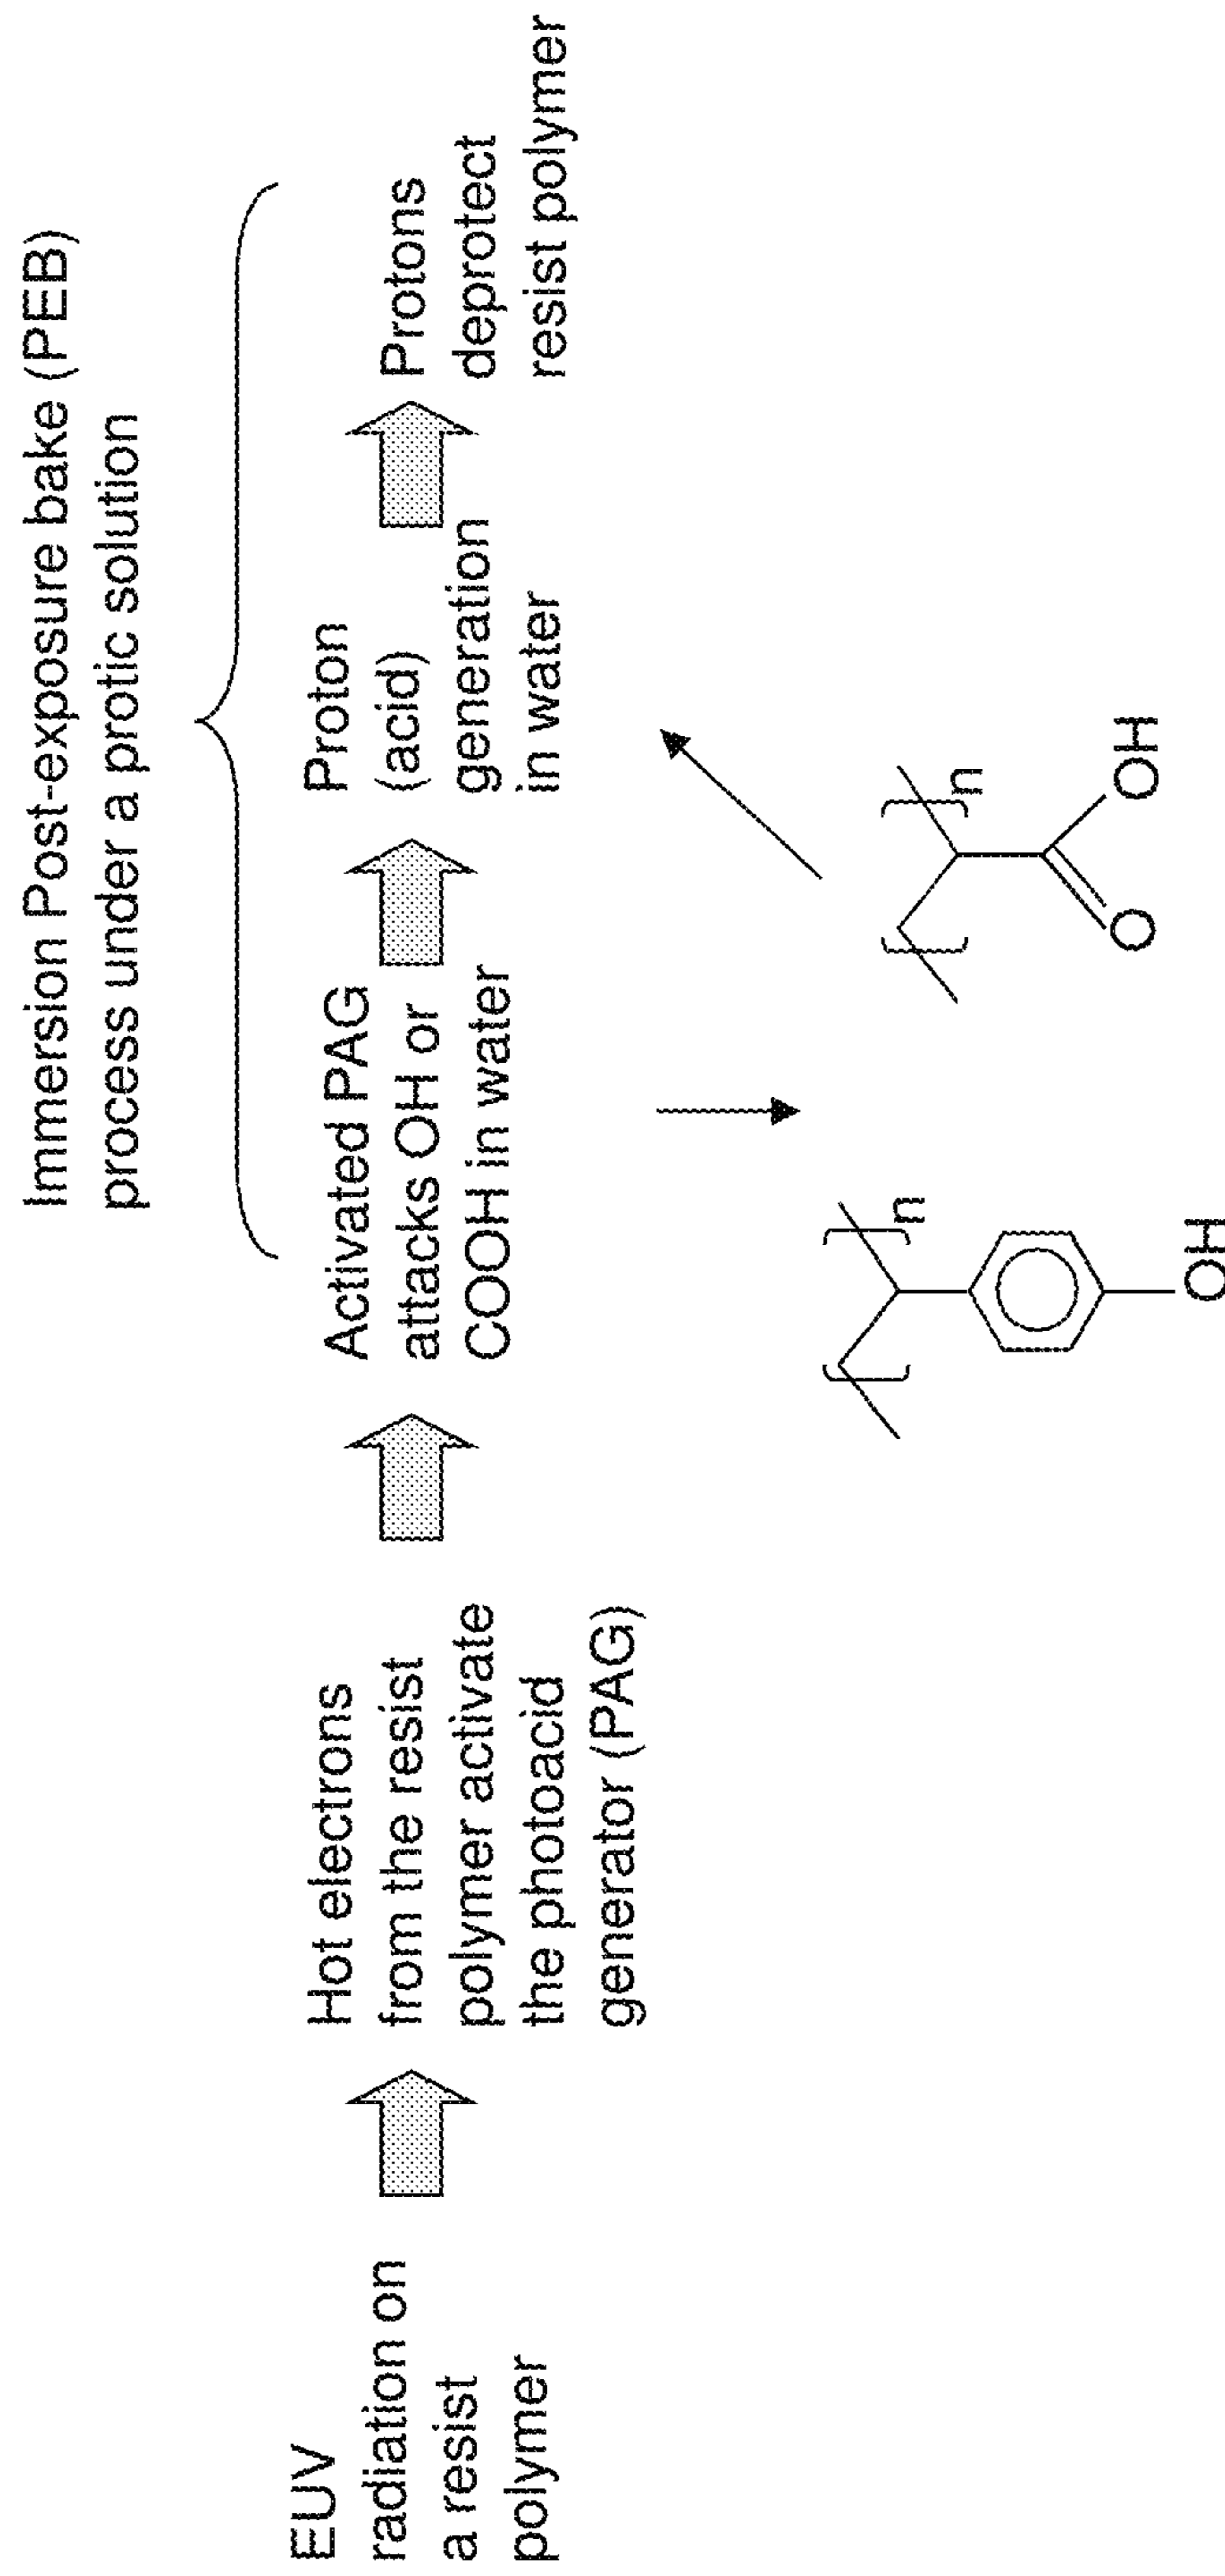 Immersion Post-exposure bake (PEB)
process under a protic solution
EUV
radiation on
a resist
polymer
Hot electrons
from the resist
polymer activate
the photoacid
generator (PAG)
Activated PAG
attacks OH or
COOH in water
Proton
(acid)
generation
in water
Protons
deprotect
resist polymer
n
OH
n
O
OH